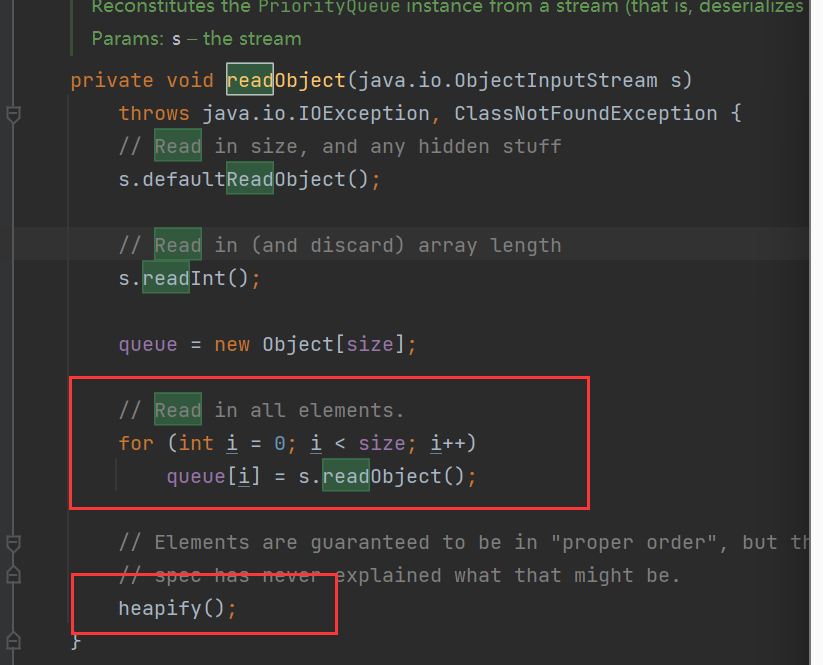 Reconstitutes the PriorityQueue instance from a stream (that is, deserializes
Params: s – the stream
private void readObject(java.io.ObjectInputStream s)
throws java.io.IOException, ClassNotFoundException {
// Read in size, and any hidden stuff
s.defaultReadObject();
// Read in (and discard) array length
s.readInt();
queue = new Object[size];
// Read in all elements.
for (int i = 0; i < size; i++)
queue[i] = s.readObject();
// Elements are guaranteed to be in "proper order", but th
// spec has never explained what that might be.
heapify();
}